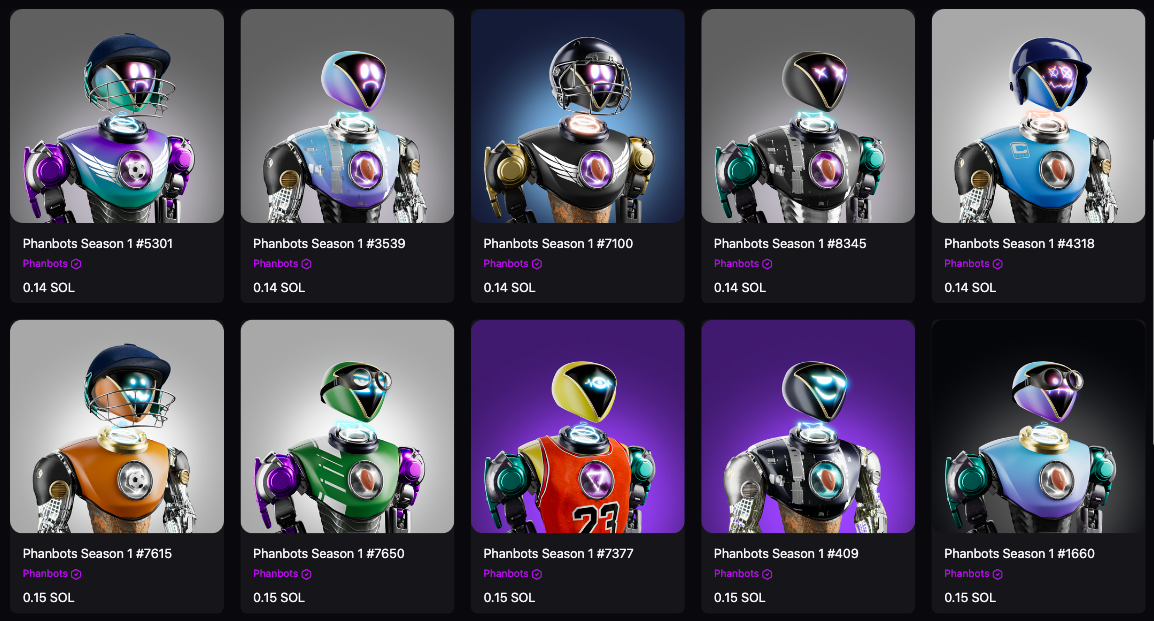 Phanbots Season 1 #5301
Phanbots
0.14 SOL
Phanbots Season 1 #3539
Phanbots
0.14 SOL
Phanbots Season 1 #7100
Phanbots
0.14 SOL
Phanbots Season 1 #8345
Phanbots
0.14 SOL
C
Phanbots Season 1 #4318
Phanbots
0.14 SOL
Phanbots Season 1 #7615
Phanbots
0.15 SOL
Phanbots Season 1 #7650
Phanbots
0.15 SOL
23
Phanbots Season 1 #7377
Phanbots
0.15 SOL
Phanbots Season 1 #409
Phanbots
0.15 SOL
Phanbots Season 1 #1660
Phanbots
0.15 SOL